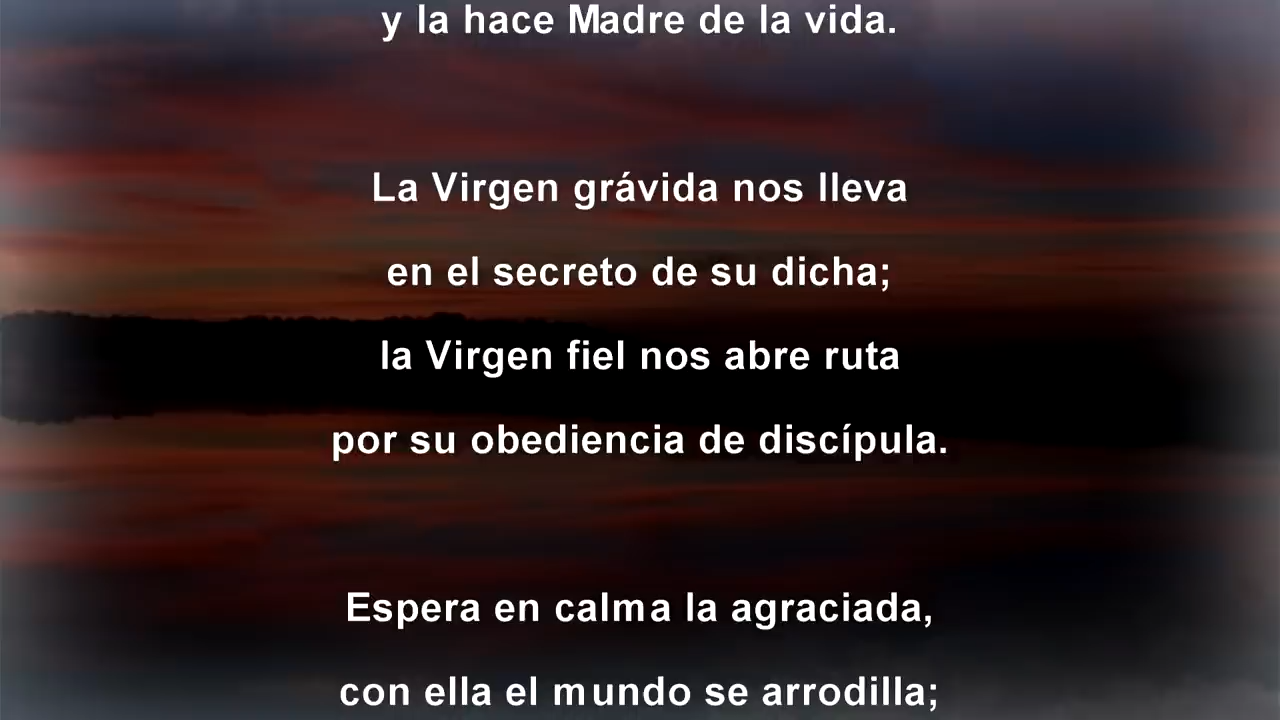 y la hace Madre de la vida.
La Virgen grávida nos lleva
en el secreto de su dicha;
la Virgen fiel nos abre ruta
por su obediencia de discípula.
Espera en calma la agraciada,
con ella el mundo se arrodilla;